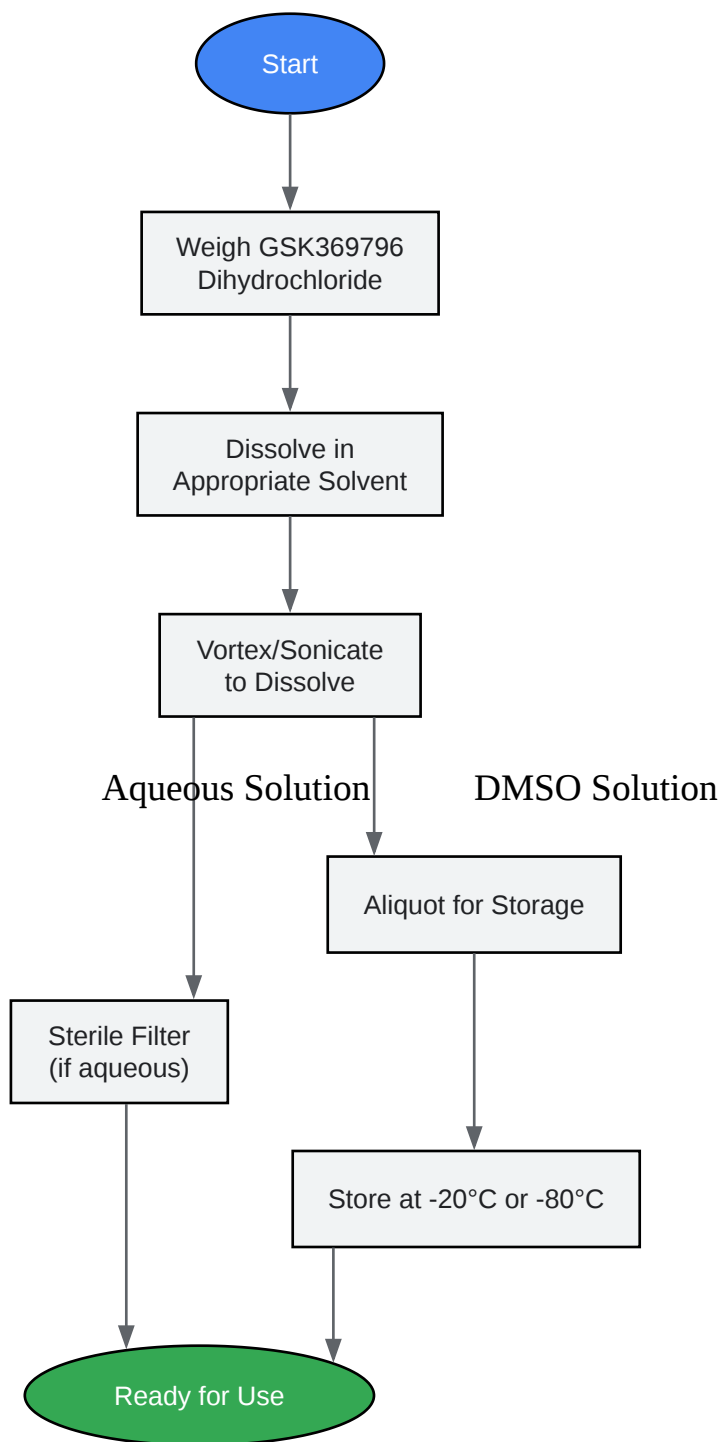 Start
Weigh GSK369796
Dihydrochloride
Dissolve in
Appropriate Solvent
Vortex/Sonicate
to Dissolve
Aqueous Solution
DMSO Solution
Aliquot for Storage
Sterile Filter
(if aqueous)
Store at -20°C or -80°C
Ready for Use